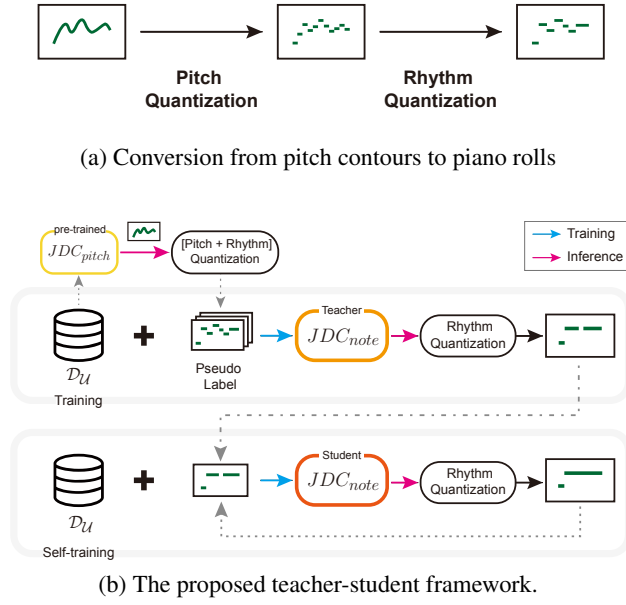 Pitch
Quantization
Rhythm
Quantization
(a) Conversion from pitch contours to piano rolls
pre-trained
JDC_pitch
[Pitch + Rhythm]
Quantization
Training
Inference
D_U
Training
+
Pseudo
Label
Teacher
JDC_note
Rhythm
Quantization
D_U
Self-training
+
Student
JDC_note
Rhythm
Quantization
(b) The proposed teacher-student framework.